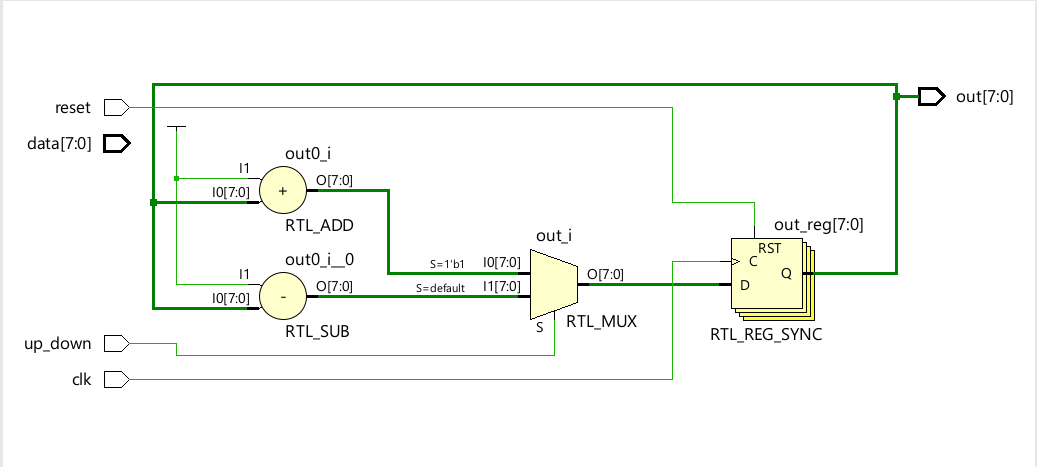 reset
data[7:0]
up_down
clk
out0_i
I1
I0[7:0]
+
O[7:0]
RTL_ADD
out0_i__0
I1
I0[7:0]
-
O[7:0]
RTL_SUB
out_i
S=1'b1
I0[7:0]
S=default
I1[7:0]
O[7:0]
S
RTL_MUX
out_reg[7:0]
RST
C
Q
D
RTL_REG_SYNC
out[7:0]